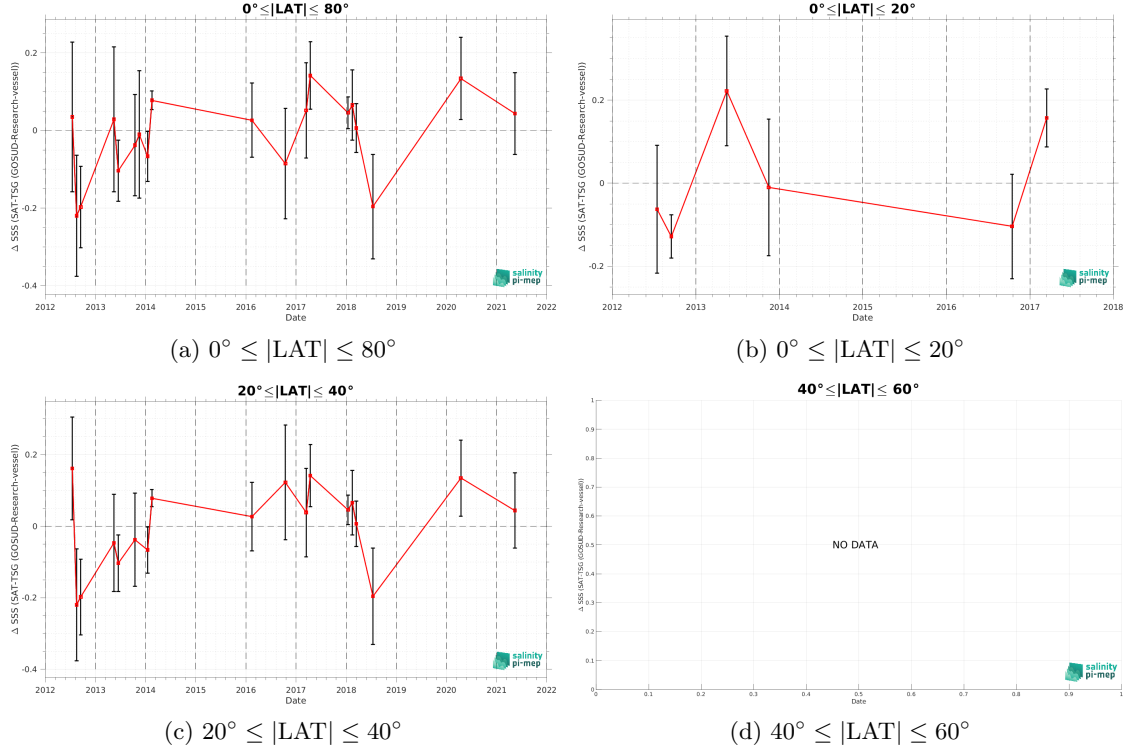 0°≤|LAT|≤ 80°
Δ SSS (SAT-TSG (GOSUD-Research-vessel))
0.2
0
-0.2
-0.4
2012 2013 2014 2015 2016 2017 2018 2019 2020 2021 2022
Date
salinity
pi-mep
(a) 0° ≤ |LAT| ≤ 80°
0°≤|LAT|≤ 20°
Δ SSS (SAT-TSG (GOSUD-Research-vessel))
0.2
0
-0.2
2012 2013 2014 2015 2016 2017 2018
Date
salinity
pi-mep
(b) 0° ≤ |LAT| ≤ 20°
20°≤|LAT|≤ 40°
Δ SSS (SAT-TSG (GOSUD-Research-vessel))
0.2
0
-0.2
-0.4
2012 2013 2014 2015 2016 2017 2018 2019 2020 2021 2022
Date
salinity
pi-mep
(c) 20° ≤ |LAT| ≤ 40°
40°≤|LAT|≤ 60°
Δ SSS (SAT-TSG (GOSUD-Research-vessel))
1
0.9
0.8
0.7
0.6
0.5
0.4
0.3
0.2
0.1
0
NO DATA
0 0.1 0.2 0.3 0.4 0.5 0.6 0.7 0.8 0.9 1
Date
salinity
pi-mep
(d) 40° ≤ |LAT| ≤ 60°